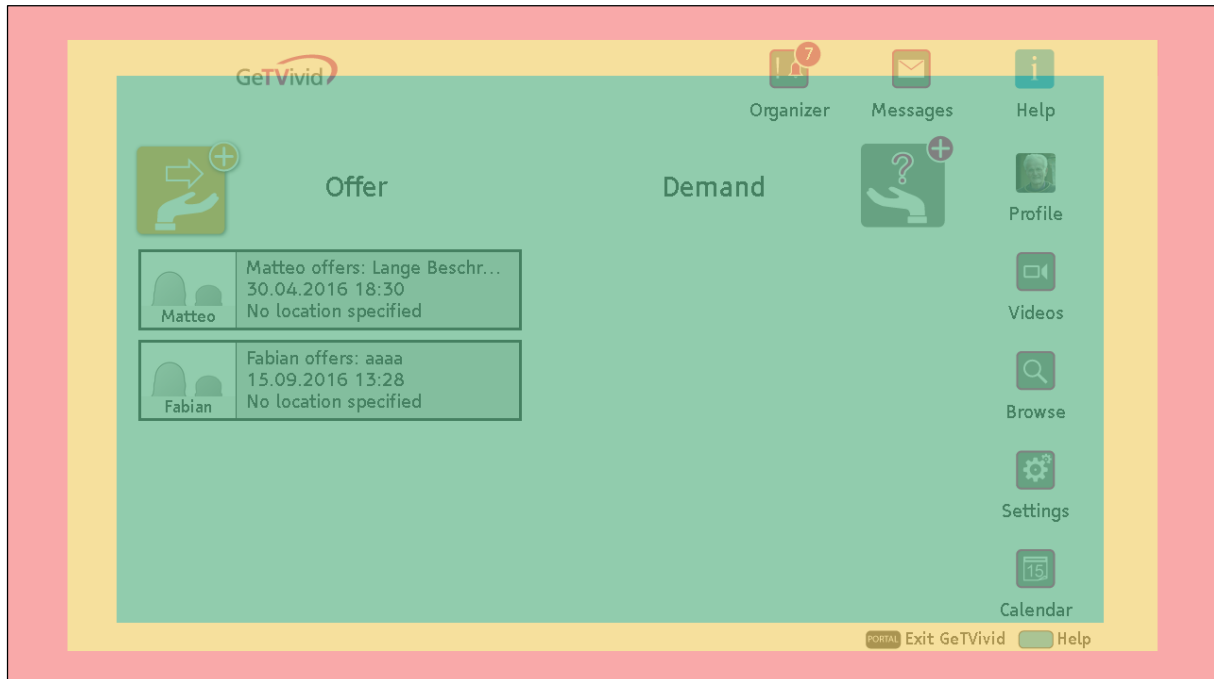 GeTVivid
7
Organizer
Messages
i
Help
Offer
Demand
?
Profile
Matteo offers: Lange Beschr...
30.04.2016 18:30
No location specified
Matteo
Videos
Fabian offers: aaaa
15.09.2016 13:28
No location specified
Fabian
Browse
Settings
15
Calendar
PORTAL Exit GeTVivid Help